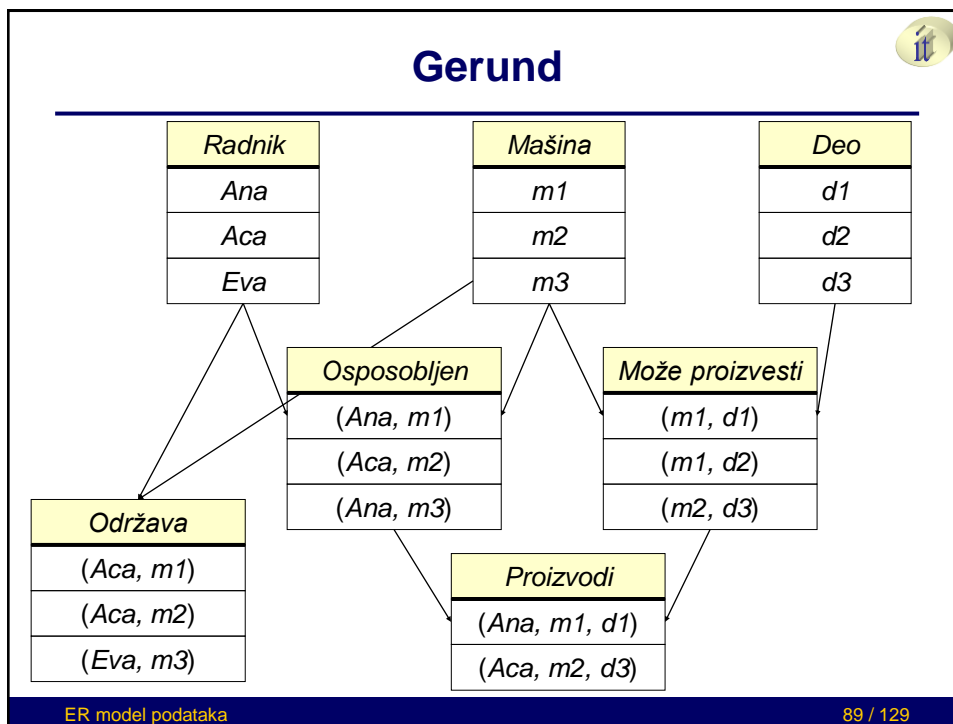 Gerund
it
Radnik
Ana
Aca
Eva
Mašina
m1
m2
m3
Deo
d1
d2
d3
Osposobljen
(Ana, m1)
(Aca, m2)
(Ana, m3)
Može proizvesti
(m1, d1)
(m1, d2)
(m2, d3)
Održava
(Aca, m1)
(Aca, m2)
(Eva, m3)
Proizvodi
(Ana, m1, d1)
(Aca, m2, d3)
ER model podataka
89 / 129